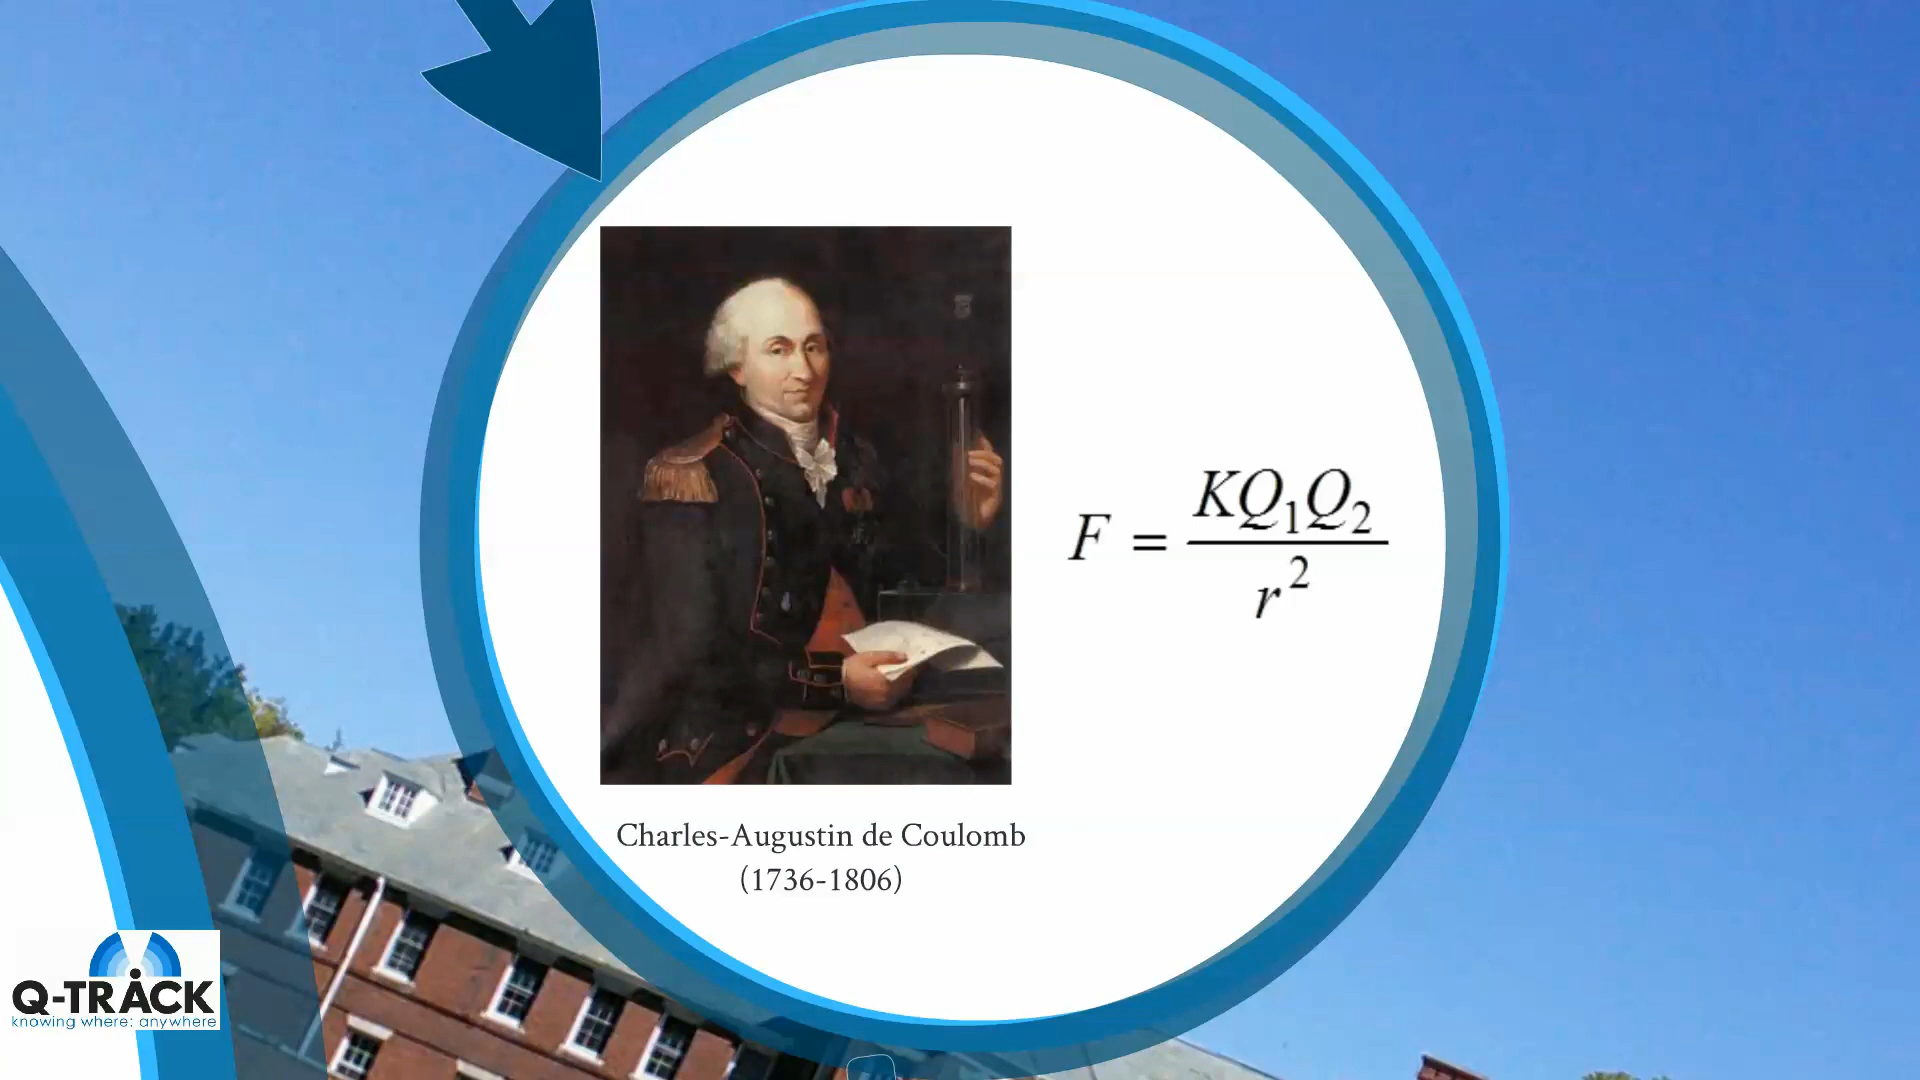 F = KQ₁Q₂ / r²
Charles-Augustin de Coulomb
(1736-1806)
Q-TRACK
knowing where; anywhere